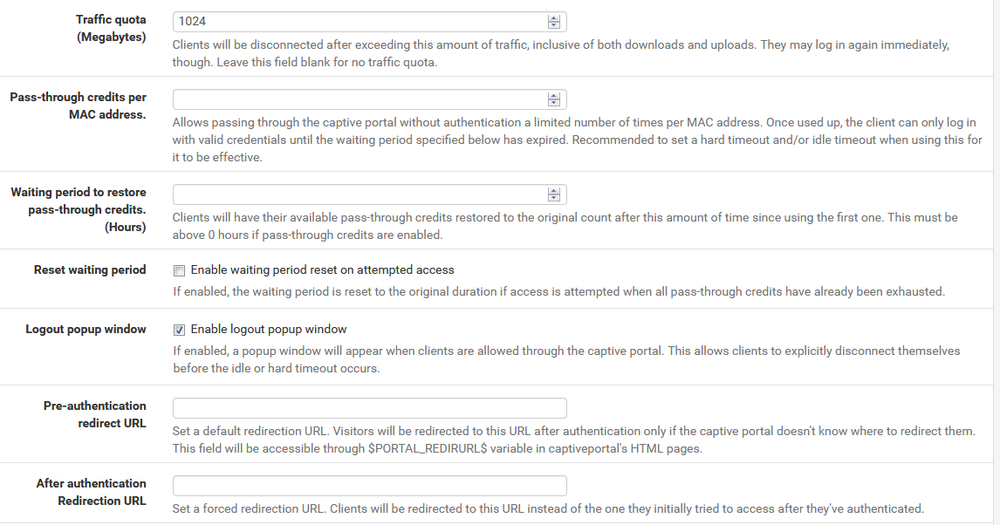 Traffic quota
(Megabytes)
1024
Clients will be disconnected after exceeding this amount of traffic, inclusive of both downloads and uploads. They may log in again immediately,
though. Leave this field blank for no traffic quota.
Pass-through credits per
MAC address.
Allows passing through the captive portal without authentication a limited number of times per MAC address. Once used up, the client can only log in
with valid credentials until the waiting period specified below has expired. Recommended to set a hard timeout and/or idle timeout when using this for
it to be effective.
Waiting period to restore
pass-through credits.
(Hours)
Clients will have their available pass-through credits restored to the original count after this amount of time since using the first one. This must be
above 0 hours if pass-through credits are enabled.
Reset waiting period
Enable waiting period reset on attempted access
If enabled, the waiting period is reset to the original duration if access is attempted when all pass-through credits have already been exhausted.
Logout popup window
Enable logout popup window
If enabled, a popup window will appear when clients are allowed through the captive portal. This allows clients to explicitly disconnect themselves
before the idle or hard timeout occurs.
Pre-authentication
redirect URL
Set a default redirection URL. Visitors will be redirected to this URL after authentication only if the captive portal doesn't know where to redirect them.
This field will be accessible through $PORTAL_REDIRURL$ variable in captiveportal's HTML pages.
After authentication
Redirection URL
Set a forced redirection URL. Clients will be redirected to this URL instead of the one they initially tried to access after they've authenticated.